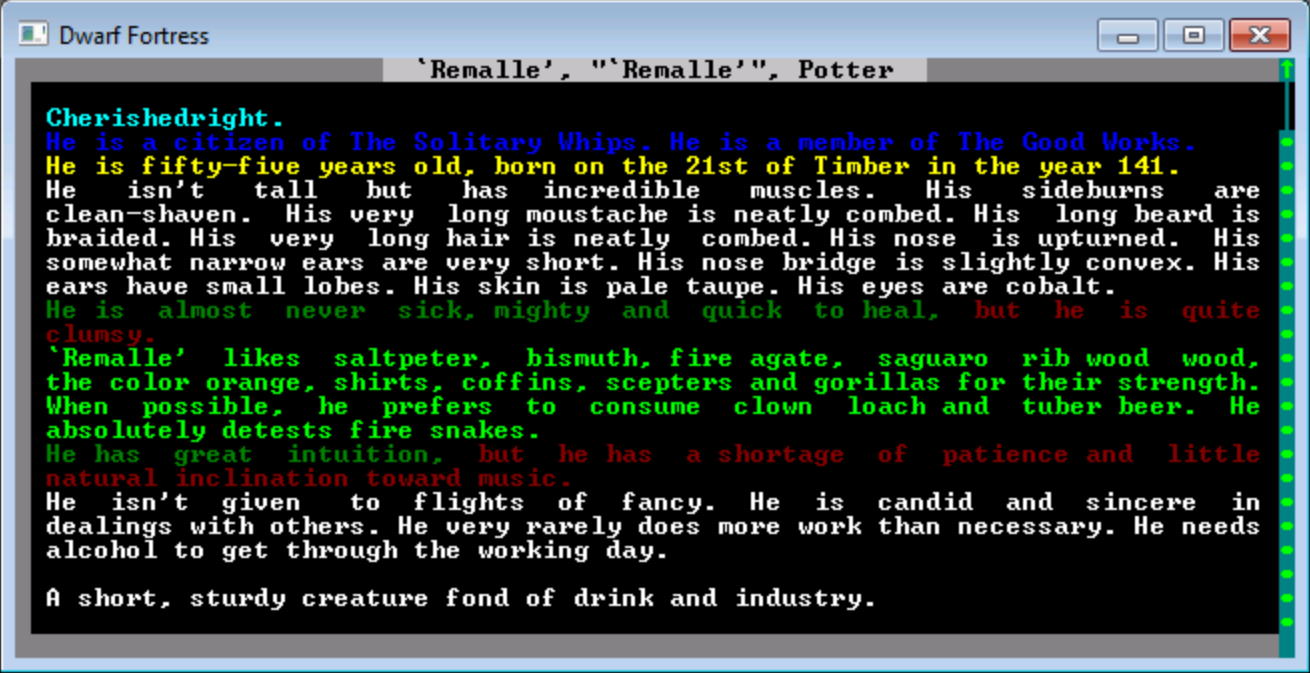 Dwarf Fortress
`Remalle', "`Remalle'", Potter
Cherishedright.
He is a citizen of The Solitary Whips. He is a member of The Good Works.
He is fifty-five years old, born on the 21st of Timber in the year 141.
He isn't tall but has incredible muscles. His sideburns are
clean-shaven. His very long moustache is neatly combed. His long beard is
braided. His very long hair is neatly combed. His nose is upturned. His
somewhat narrow ears are very short. His nose bridge is slightly convex. His
ears have small lobes. His skin is pale taupe. His eyes are cobalt.
He is almost never sick, mighty and quick to heal, but he is quite
clumsy.
`Remalle' likes saltpeter, bismuth, fire agate, saguaro rib wood wood,
the color orange, shirts, coffins, scepters and gorillas for their strength.
When possible, he prefers to consume clown loach and tuber beer. He
absolutely detests fire snakes.
He has great intuition, but he has a shortage of patience and little
natural inclination toward music.
He isn't given to flights of fancy. He is candid and sincere in
dealings with others. He very rarely does more work than necessary. He needs
alcohol to get through the working day.
A short, sturdy creature fond of drink and industry.